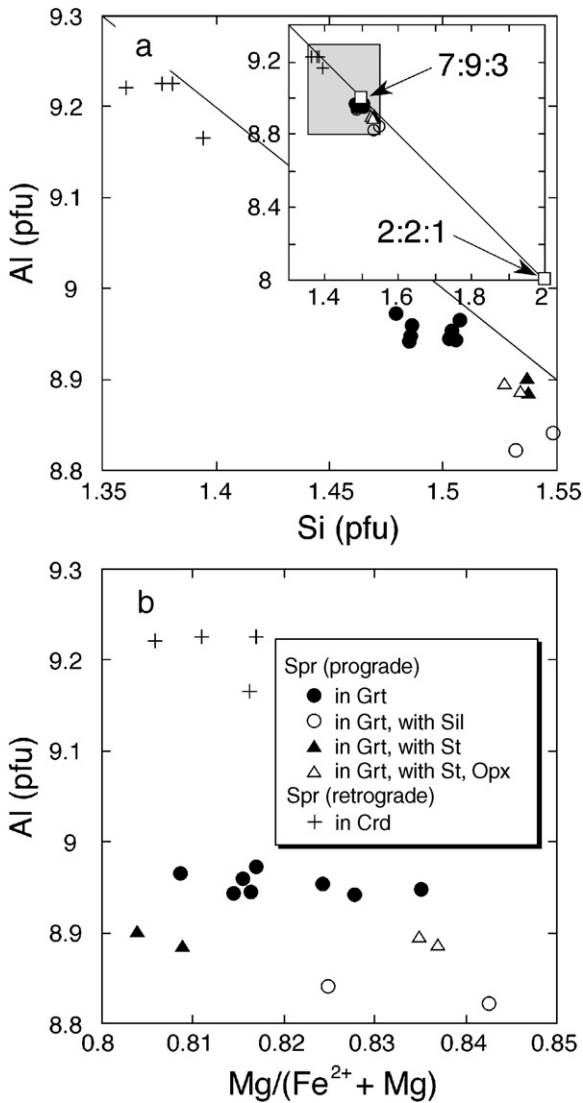 9.3
9.2
9.1
9
8.9
8.8
Al (pfu)
a
9.2
8.8
8.4
8
1.4
1.6
1.8
2
7:9:3
2:2:1
1.35
1.4
1.45
1.5
1.55
Si (pfu)
9.3
9.2
9.1
9
8.9
8.8
Al (pfu)
b
Spr (prograde)
in Grt
in Grt, with Sil
in Grt, with St
in Grt, with St, Opx
Spr (retrograde)
in Crd
0.8
0.82
0.83
0.84
0.85
Mg/(Fe²⁺ + Mg)